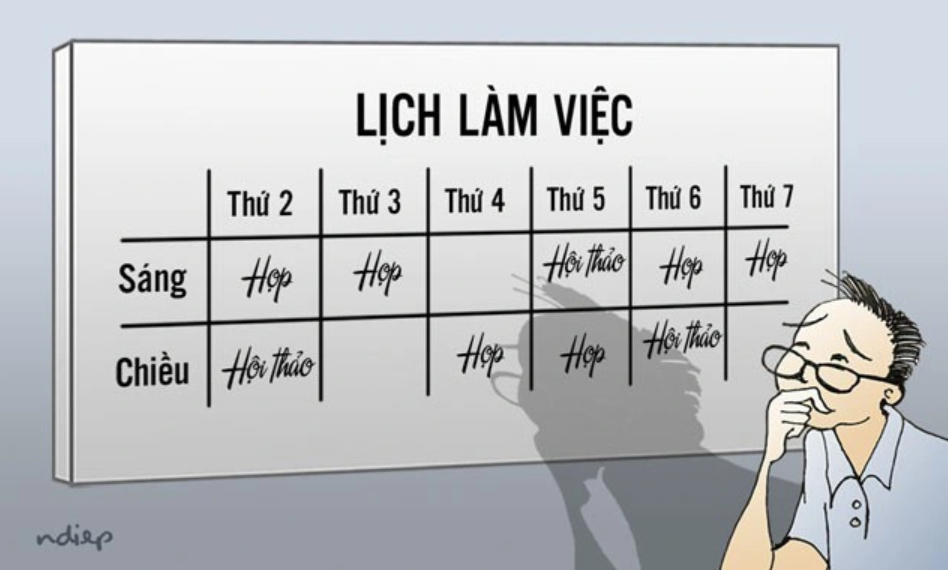 LỊCH LÀM VIỆC
Thứ 2 Thứ 3 Thứ 4 Thứ 5 Thứ 6 Thứ 7
Sáng Họp Họp Hội thảo Họp Họp
Chiều Hội thảo Họp Họp Hội thảo
ndiep